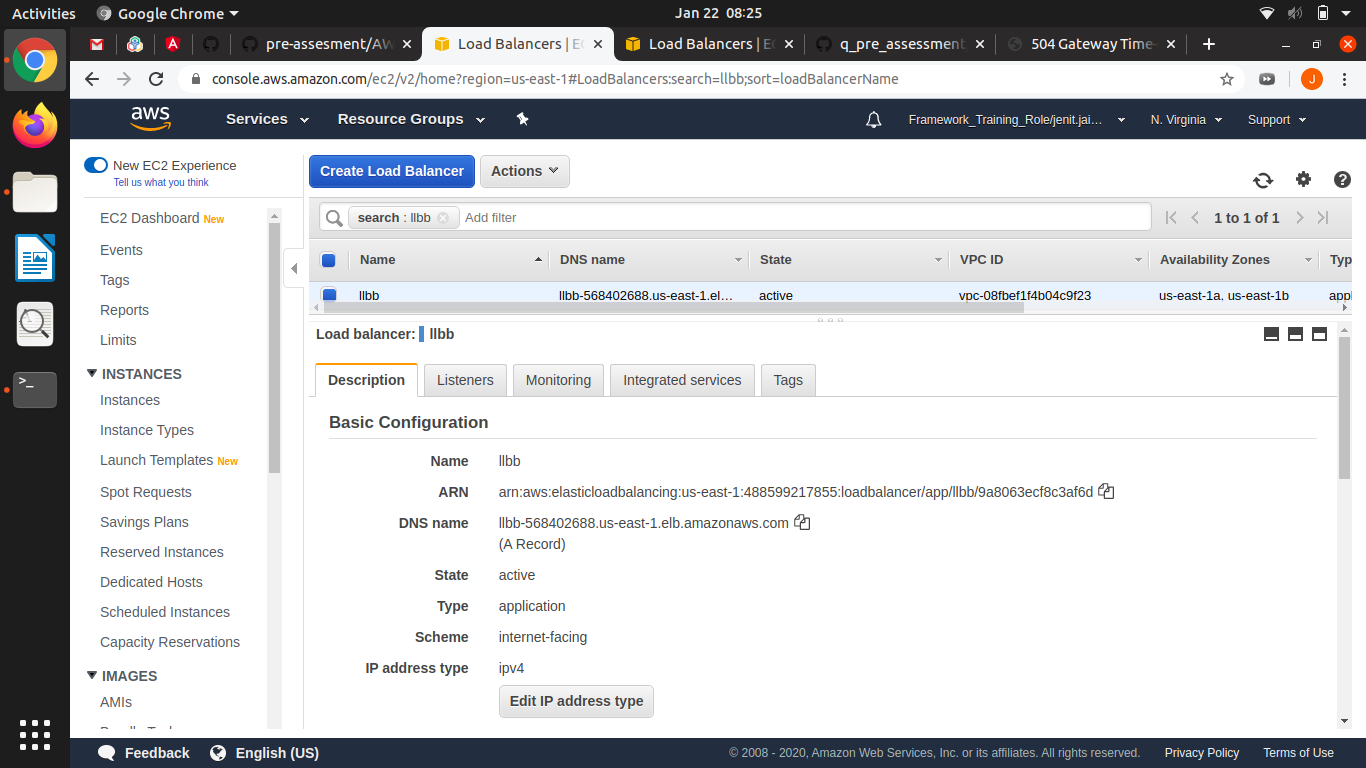 Activities
Google Chrome
Jan 22 08:25
pre-assesment/AW
Load Balancers | EC
Load Balancers | EC
q_pre_assessment
504 Gateway Time-
console.aws.amazon.com/ec2/v2/home?region=us-east-1#LoadBalancers:search=llbb;sort=loadBalancerName
J
aws
Services
Resource Groups
Framework_Training_Role/jenit.jai…
N. Virginia
Support
New EC2 Experience
Tell us what you think
EC2 Dashboard New
Events
Tags
Reports
Limits
INSTANCES
Instances
Instance Types
Launch Templates New
Spot Requests
Savings Plans
Reserved Instances
Dedicated Hosts
Scheduled Instances
Capacity Reservations
IMAGES
AMIs
Create Load Balancer
Actions
search : llbb
Add filter
1 to 1 of 1
Name
DNS name
State
VPC ID
Availability Zones
Typ
llbb
llbb-568402688.us-east-1.el…
active
vpc-08fbef1f4b04c9f23
us-east-1a, us-east-1b
appl
Load balancer: llbb
Description
Listeners
Monitoring
Integrated services
Tags
Basic Configuration
Name llbb
ARN arn:aws:elasticloadbalancing:us-east-1:488599217855:loadbalancer/app/llbb/9a8063ecf8c3af6d
DNS name llbb-568402688.us-east-1.elb.amazonaws.com
(A Record)
State active
Type application
Scheme internet-facing
IP address type ipv4
Edit IP address type
Feedback
English (US)
© 2008 - 2020, Amazon Web Services, Inc. or its affiliates. All rights reserved.
Privacy Policy
Terms of Use